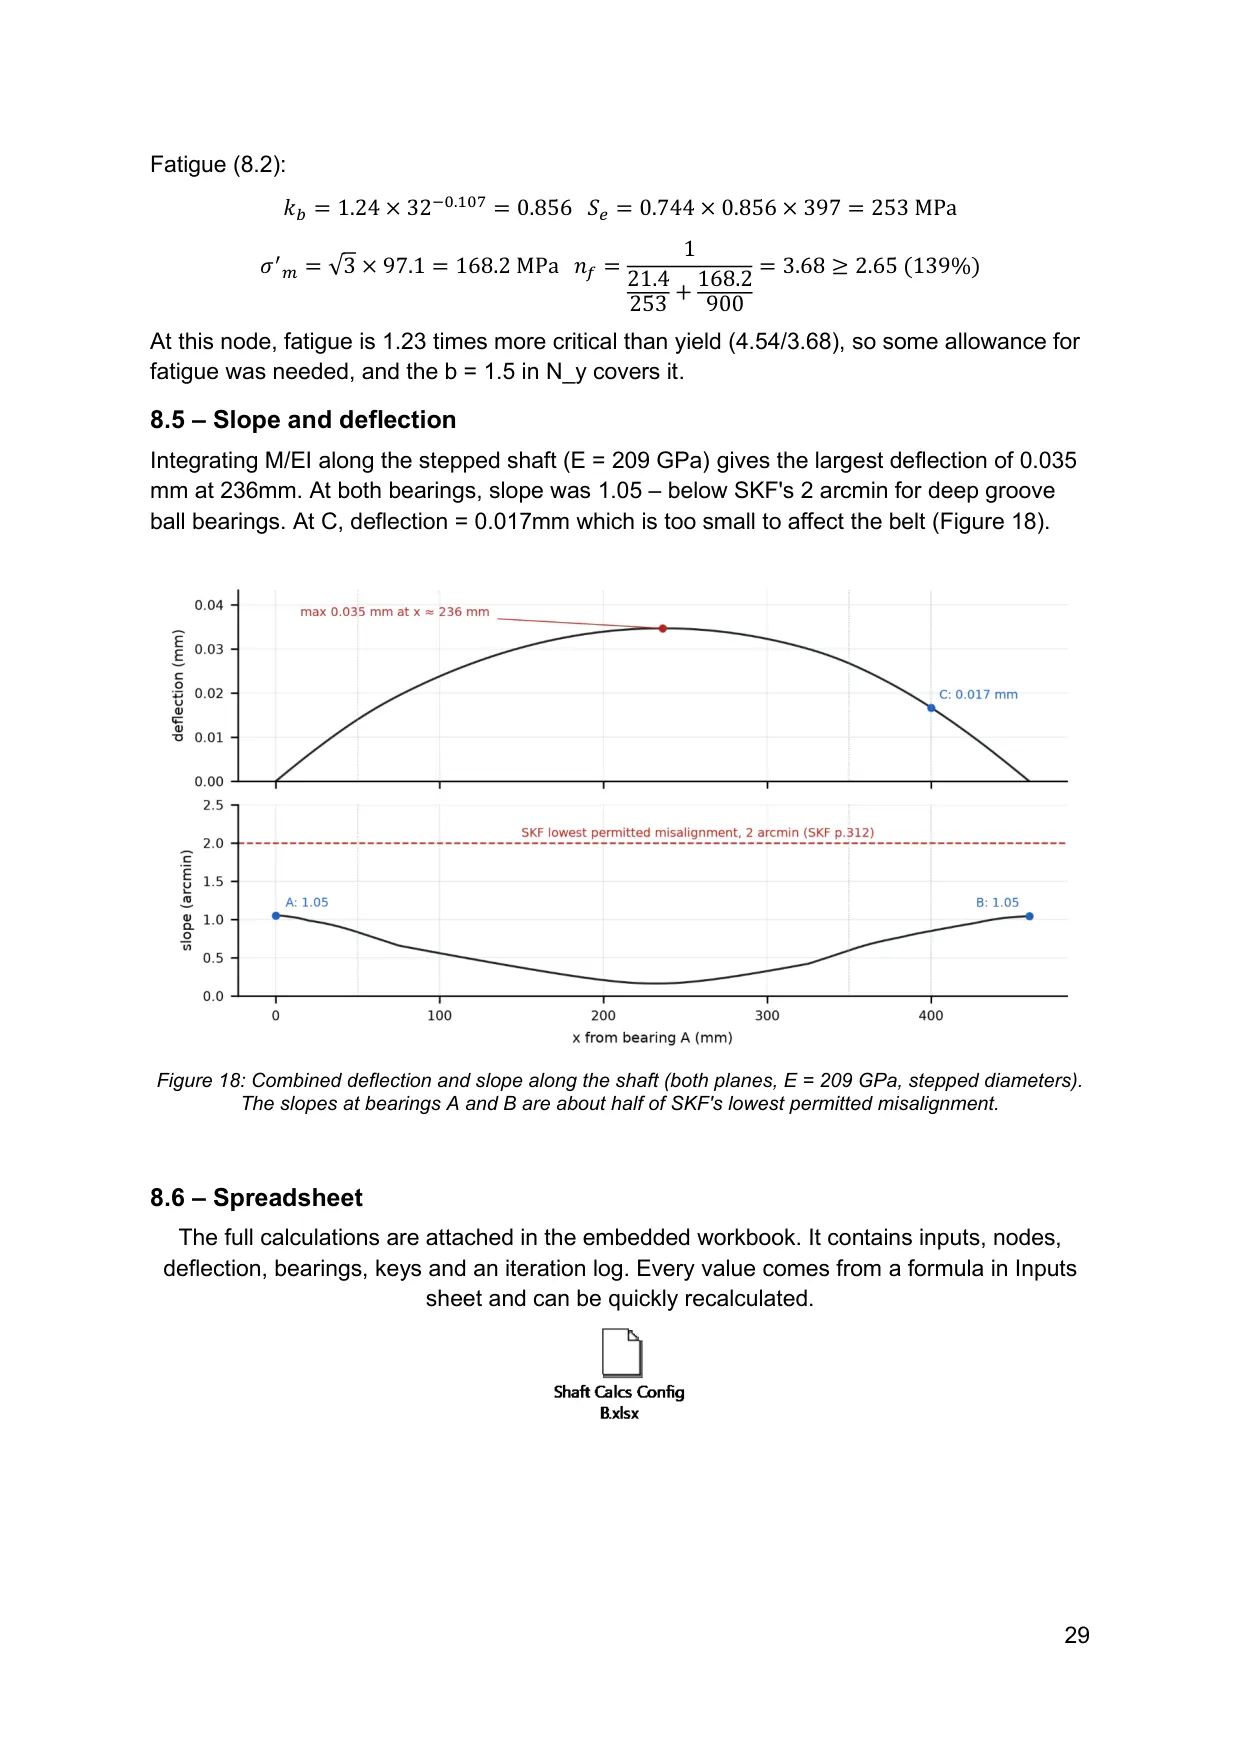 Fatigue (8.2):
k_b = 1.24 × 32^−0.107 = 0.856 S_e = 0.744 × 0.856 × 397 = 253 MPa
σ′_m = √3 × 97.1 = 168.2 MPa n_f = 1 / (21.4/253 + 168.2/900) = 3.68 ≥ 2.65 (139%)
At this node, fatigue is 1.23 times more critical than yield (4.54/3.68), so some allowance for
fatigue was needed, and the b = 1.5 in N_y covers it.
8.5 – Slope and deflection
Integrating M/EI along the stepped shaft (E = 209 GPa) gives the largest deflection of 0.035
mm at 236mm. At both bearings, slope was 1.05 – below SKF's 2 arcmin for deep groove
ball bearings. At C, deflection = 0.017mm which is too small to affect the belt (Figure 18).
deflection (mm)
0.04
0.03
0.02
0.01
0.00
max 0.035 mm at x ≈ 236 mm
C: 0.017 mm
slope (arcmin)
2.5
2.0
1.5
1.0
0.5
0.0
SKF lowest permitted misalignment, 2 arcmin (SKF p.312)
A: 1.05
B: 1.05
0 100 200 300 400
x from bearing A (mm)
Figure 18: Combined deflection and slope along the shaft (both planes, E = 209 GPa, stepped diameters).
The slopes at bearings A and B are about half of SKF's lowest permitted misalignment.
8.6 – Spreadsheet
The full calculations are attached in the embedded workbook. It contains inputs, nodes,
deflection, bearings, keys and an iteration log. Every value comes from a formula in Inputs
sheet and can be quickly recalculated.
Shaft Calcs Config
B.xlsx
29